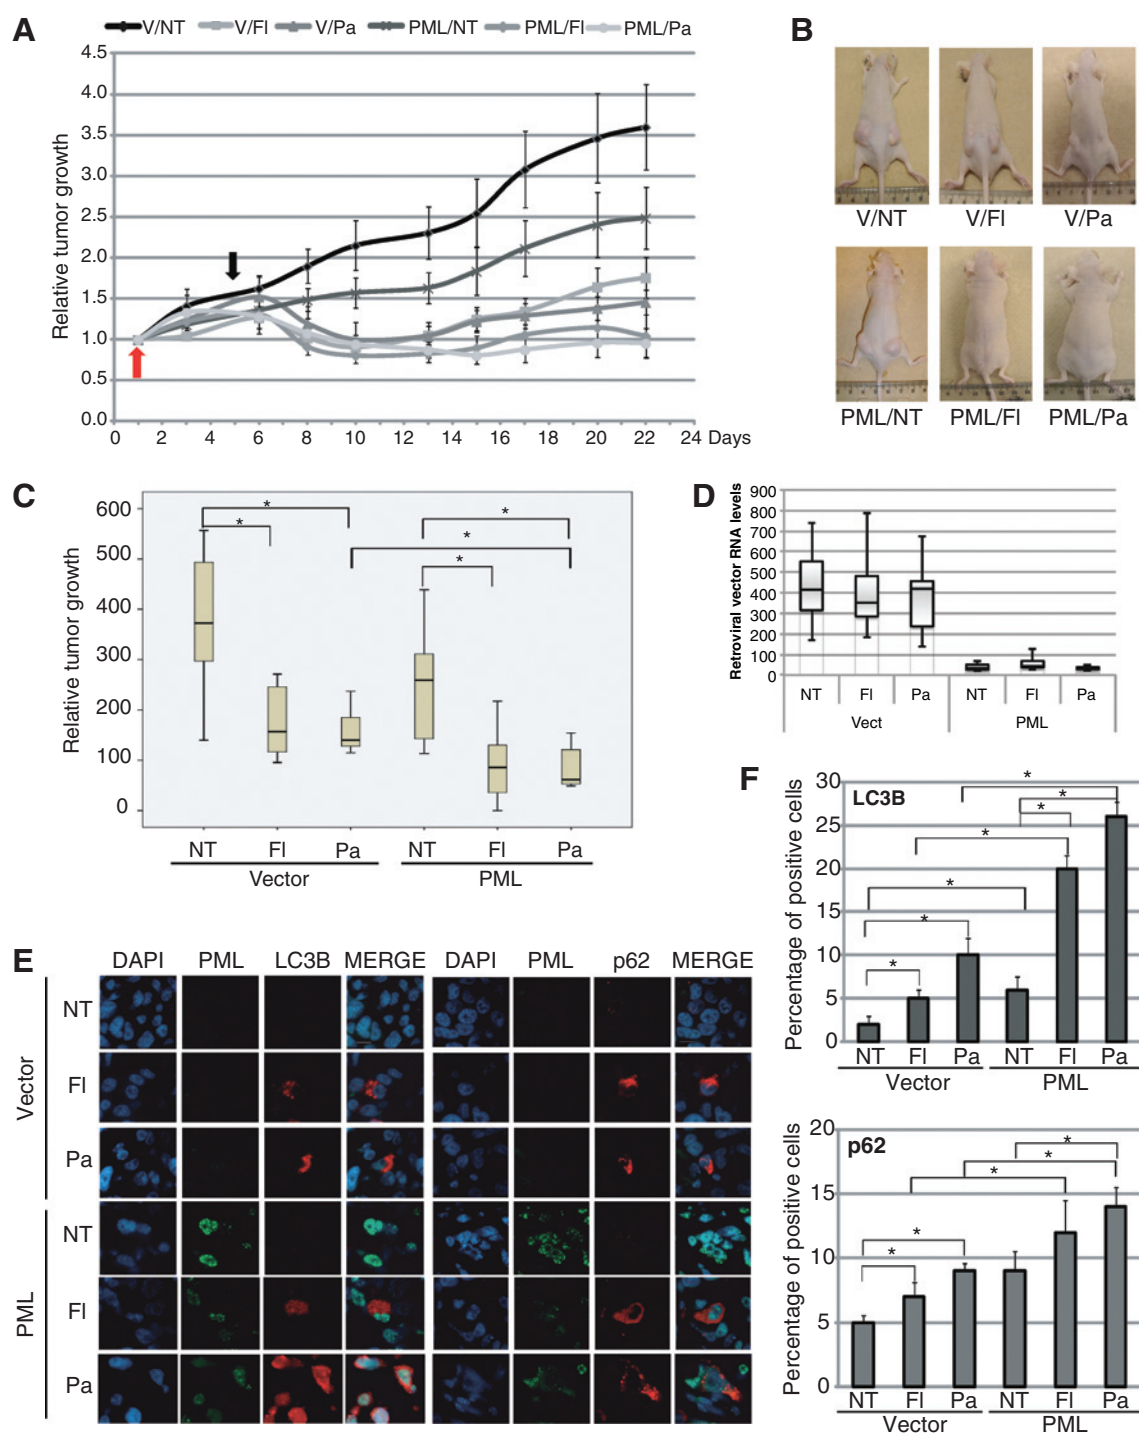 A
V/NT V/Fl V/Pa PML/NT PML/Fl PML/Pa
Relative tumor growth
4.5
4.0
3.5
3.0
2.5
2.0
1.5
1.0
0.5
0.0
0 2 4 6 8 10 12 14 16 18 20 22 24 Days
B
V/NT V/Fl V/Pa
PML/NT PML/Fl PML/Pa
C
Relative tumor growth
600
500
400
300
200
100
0
* * * * *
NT Fl Pa NT Fl Pa
Vector PML
D
Retroviral vector RNA levels
900
800
700
600
500
400
300
200
100
0
NT Fl Pa NT Fl Pa
Vect PML
E
DAPI PML LC3B MERGE DAPI PML p62 MERGE
Vector
NT
Fl
Pa
PML
NT
Fl
Pa
F
LC3B
Percentage of positive cells
30
25
20
15
10
5
0
* * * * * * *
NT Fl Pa NT Fl Pa
Vector PML
p62
Percentage of positive cells
20
15
10
5
0
* * * * *
NT Fl Pa NT Fl Pa
Vector PML